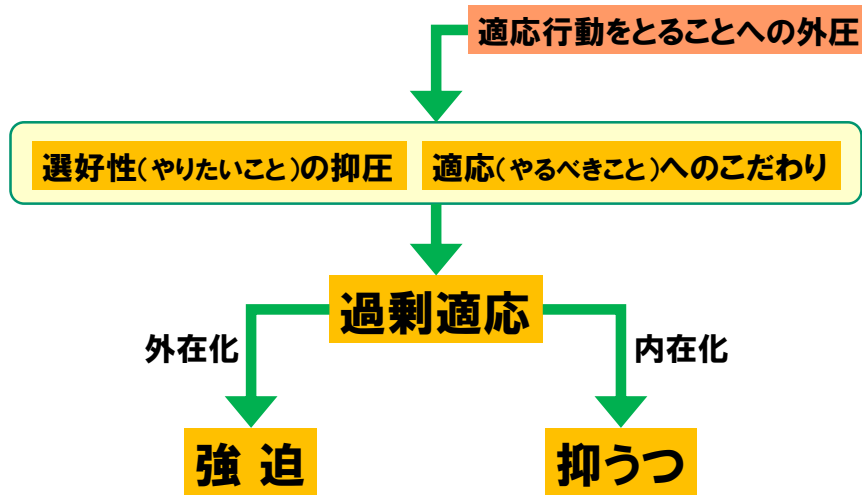 適応行動をとることへの外圧
選好性(やりたいこと)の抑圧
適応(やるべきこと)へのこだわり
過剰適応
外在化
内在化
強 迫
抑うつ